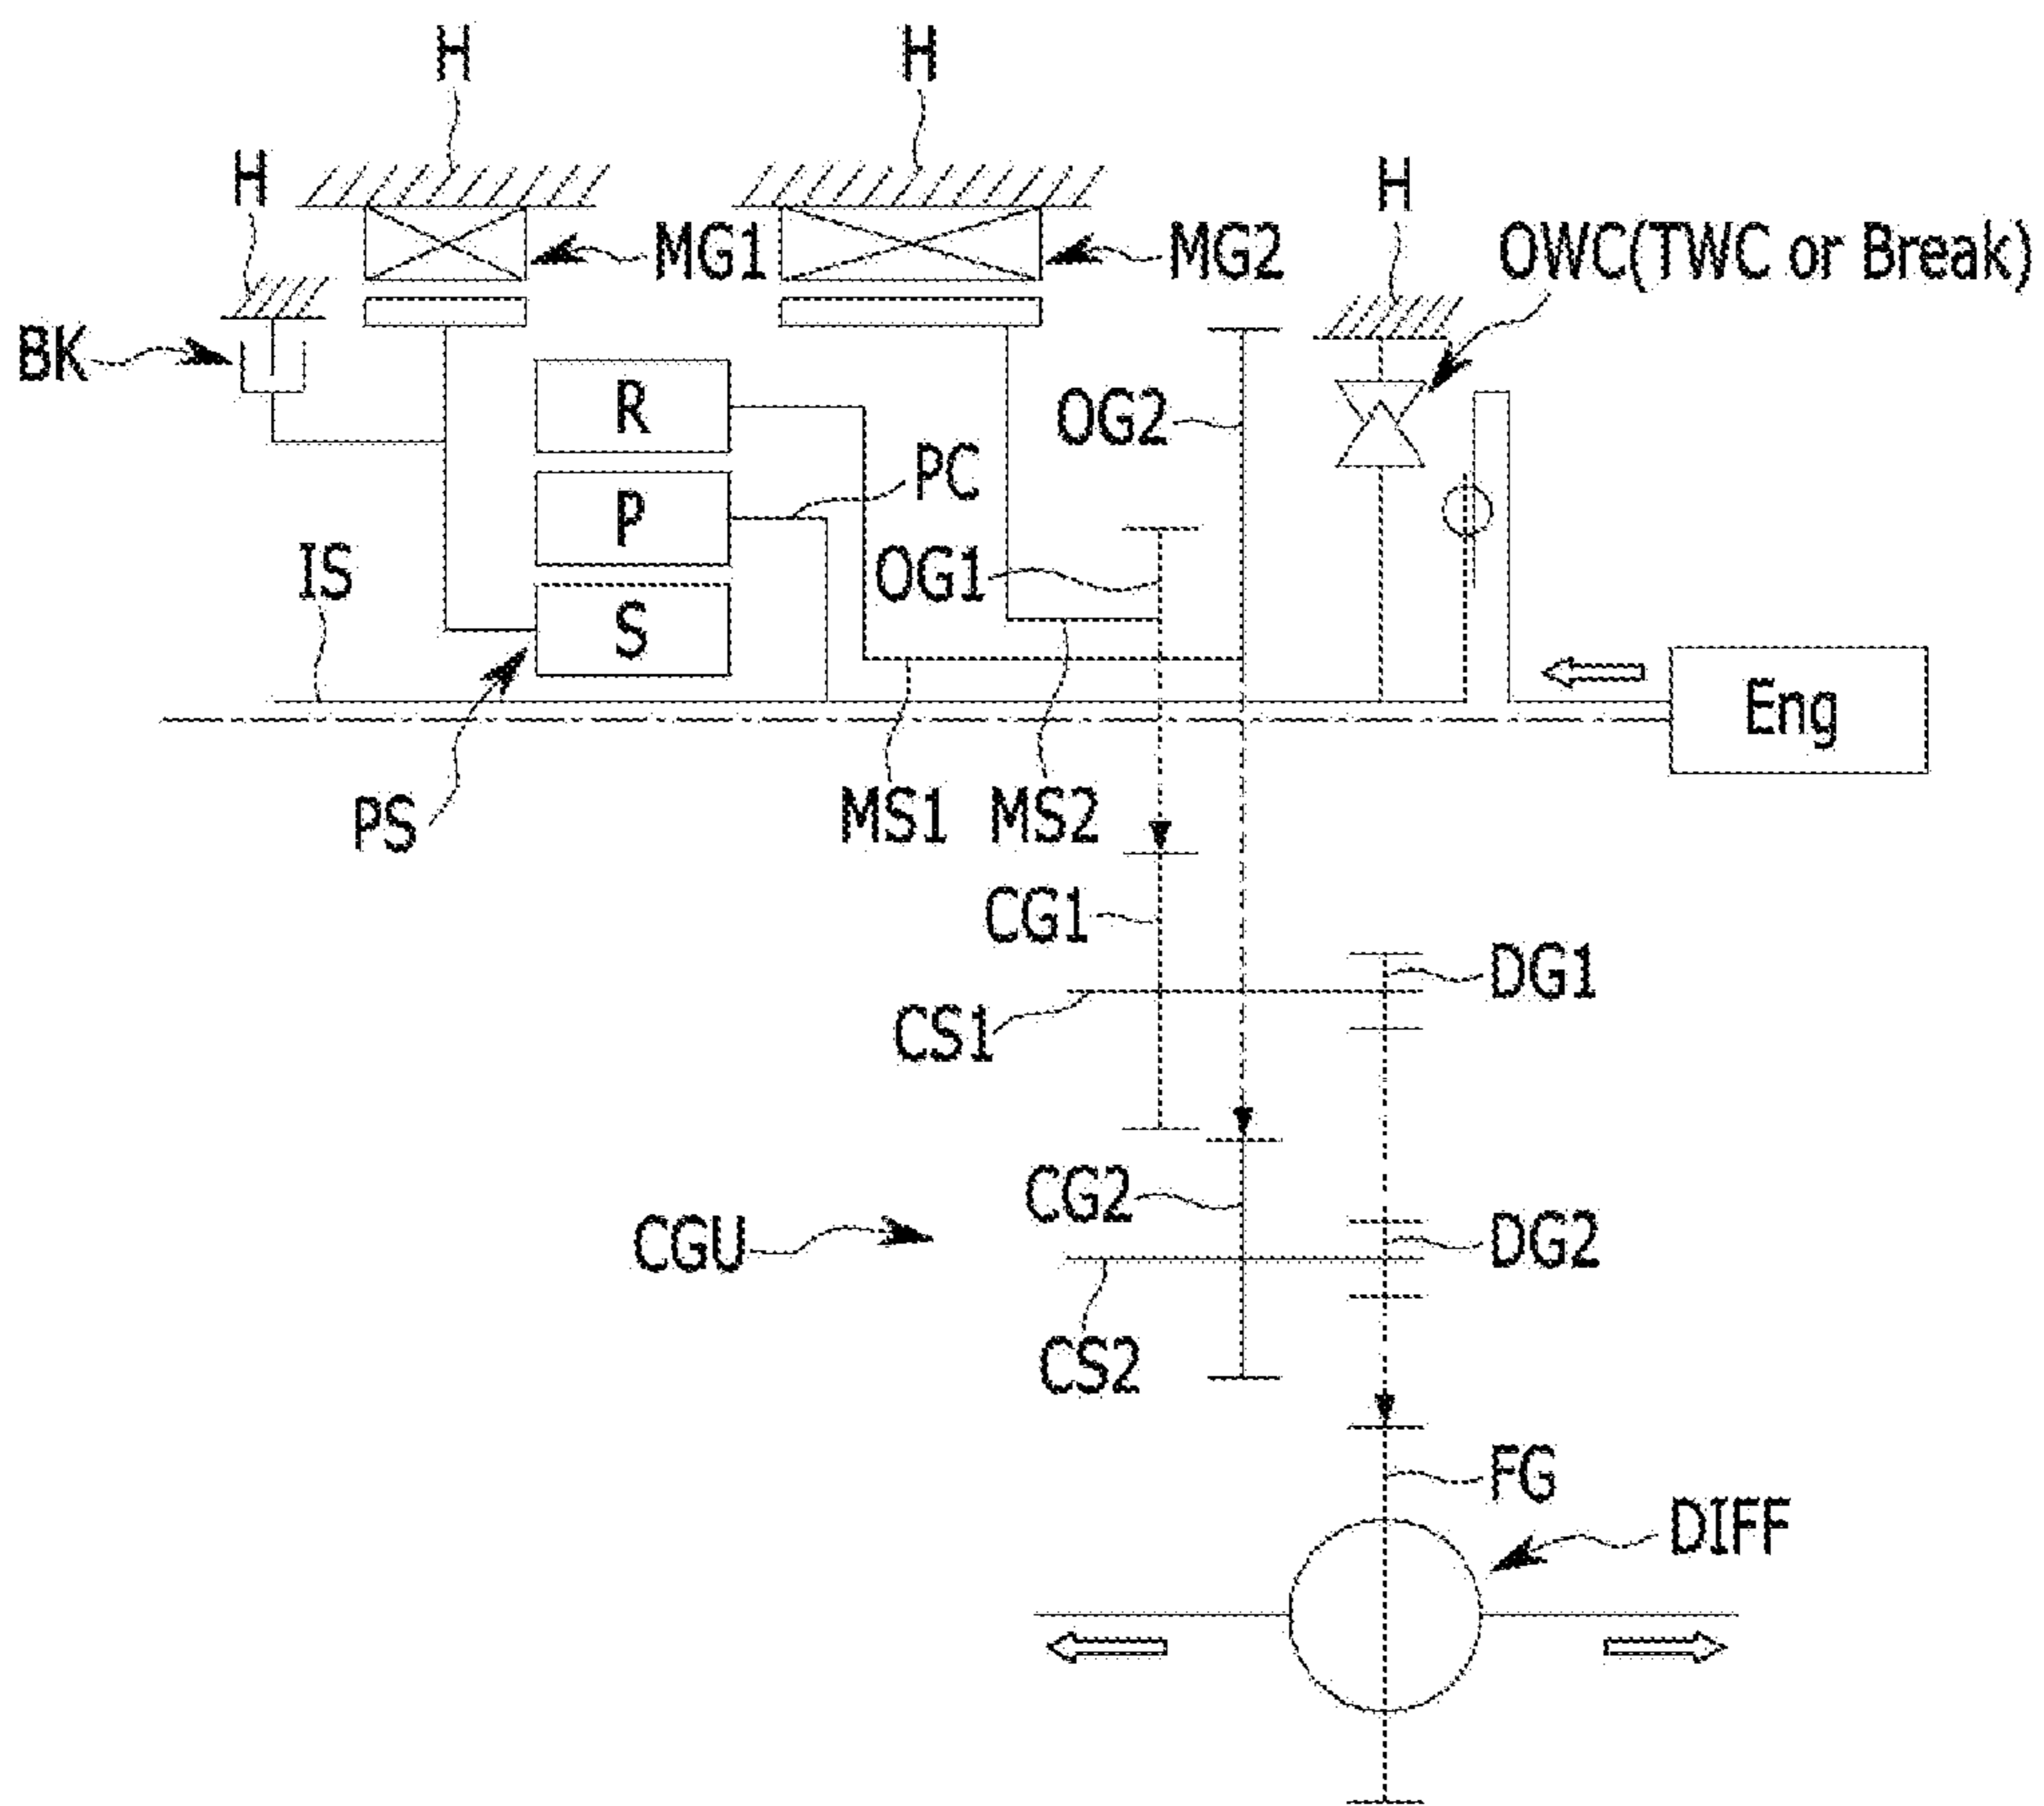 H
H
H
H
MG1
MG2
OWC(TWC or Break)
BK
R
OG2
PC
P
OG1
IS
S
Eng
PS
MS1
MS2
CG1
DG1
CS1
CG2
DG2
CGU
CS2
FG
DIFF